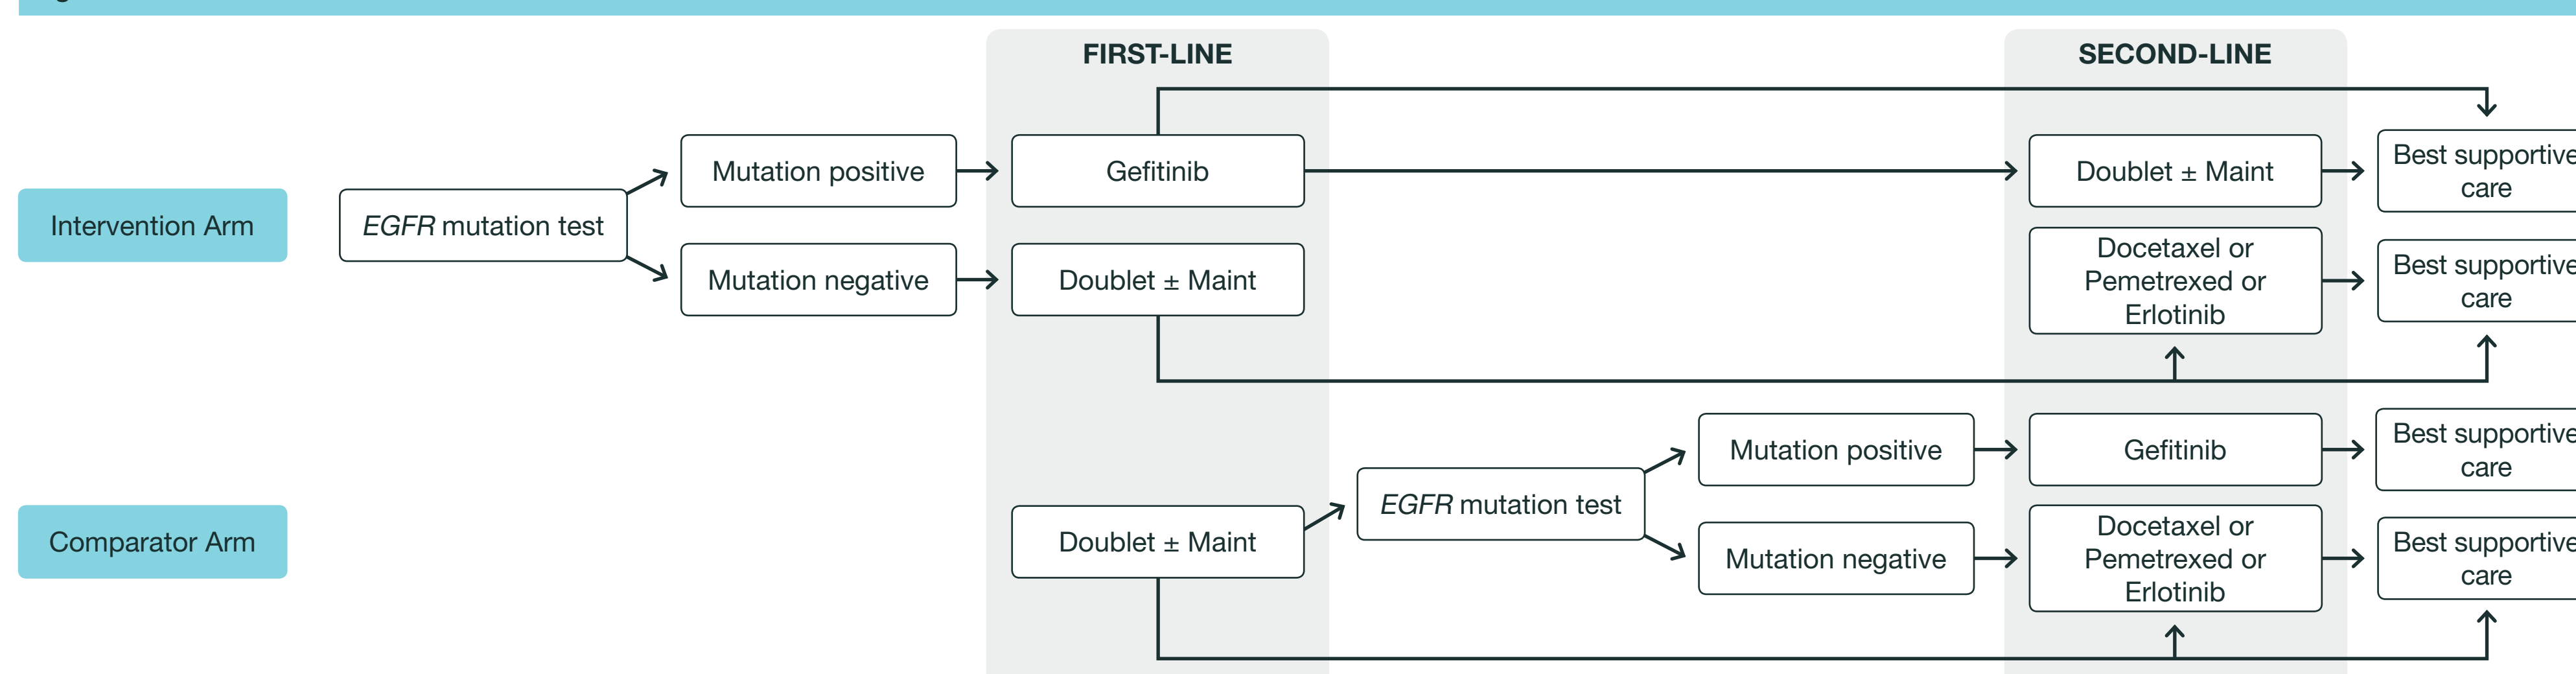 FIRST-LINE
SECOND-LINE
Intervention Arm
EGFR mutation test
Mutation positive
Gefitinib
Doublet ± Maint
Best supportive
care
Mutation negative
Doublet ± Maint
Docetaxel or
Pemetrexed or
Erlotinib
Best supportive
care
Comparator Arm
Doublet ± Maint
EGFR mutation test
Mutation positive
Gefitinib
Best supportive
care
Mutation negative
Docetaxel or
Pemetrexed or
Erlotinib
Best supportive
care